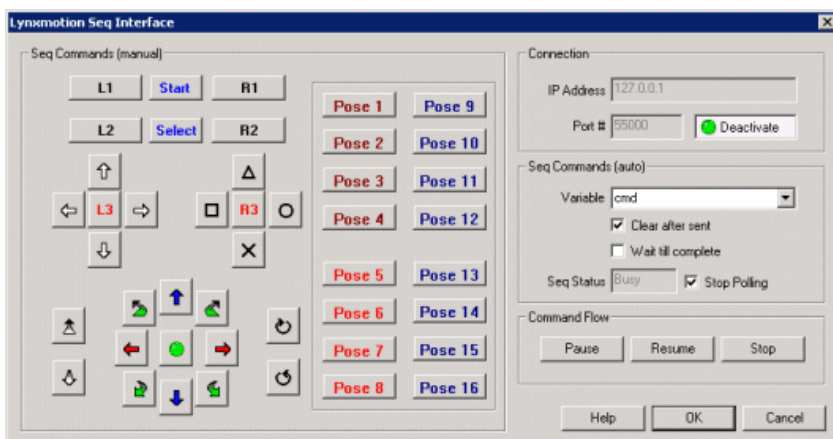 Lynxmotion Seq Interface
Seq Commands (manual)
L1 Start R1
L2 Select R2
L3 R3
Pose 1 Pose 9
Pose 2 Pose 10
Pose 3 Pose 11
Pose 4 Pose 12
Pose 5 Pose 13
Pose 6 Pose 14
Pose 7 Pose 15
Pose 8 Pose 16
Connection
IP Address 127.0.0.1
Port # 55000 Deactivate
Seq Commands (auto)
Variable cmd
Clear after sent
Wait till complete
Seq Status Busy Stop Polling
Command Flow
Pause Resume Stop
Help OK Cancel